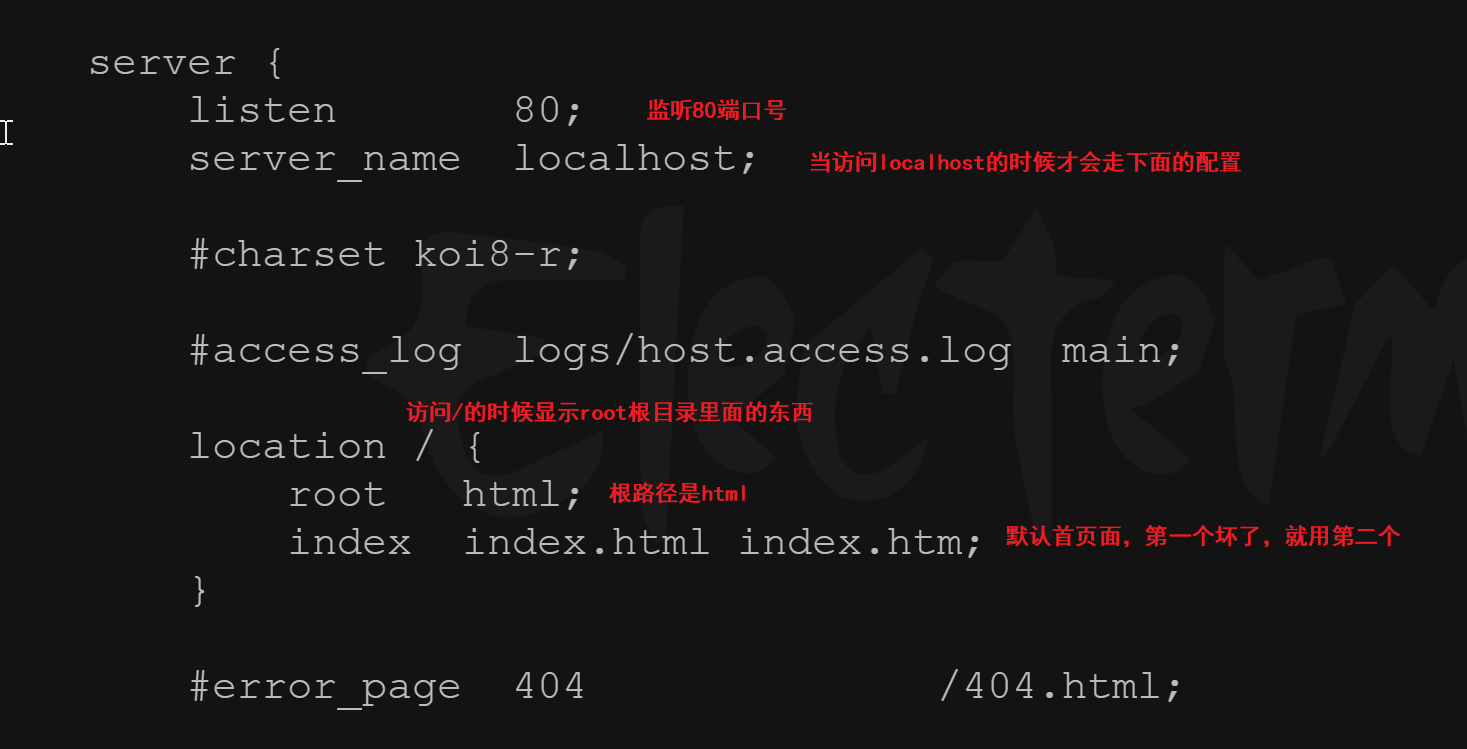 server {
listen 80; 监听80端口号
server_name localhost; 当访问localhost的时候才会走下面的配置
#charset koi8-r;
#access_log logs/host.access.log main;
访问/的时候显示root根目录里面的东西
location / {
root html; 根路径是html
index index.html index.htm; 默认首页面，第一个坏了，就用第二个
}
#error_page 404 /404.html;
Electerm